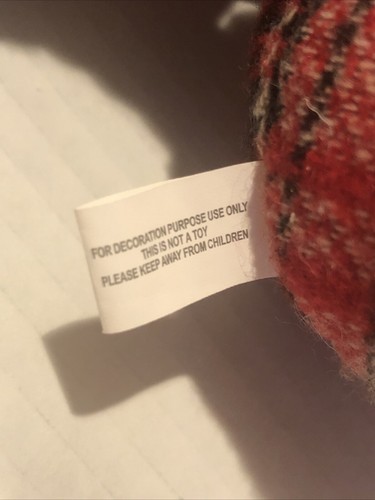 FOR DECORATION PURPOSE USE ONLY
THIS IS NOT A TOY
PLEASE KEEP AWAY FROM CHILDREN